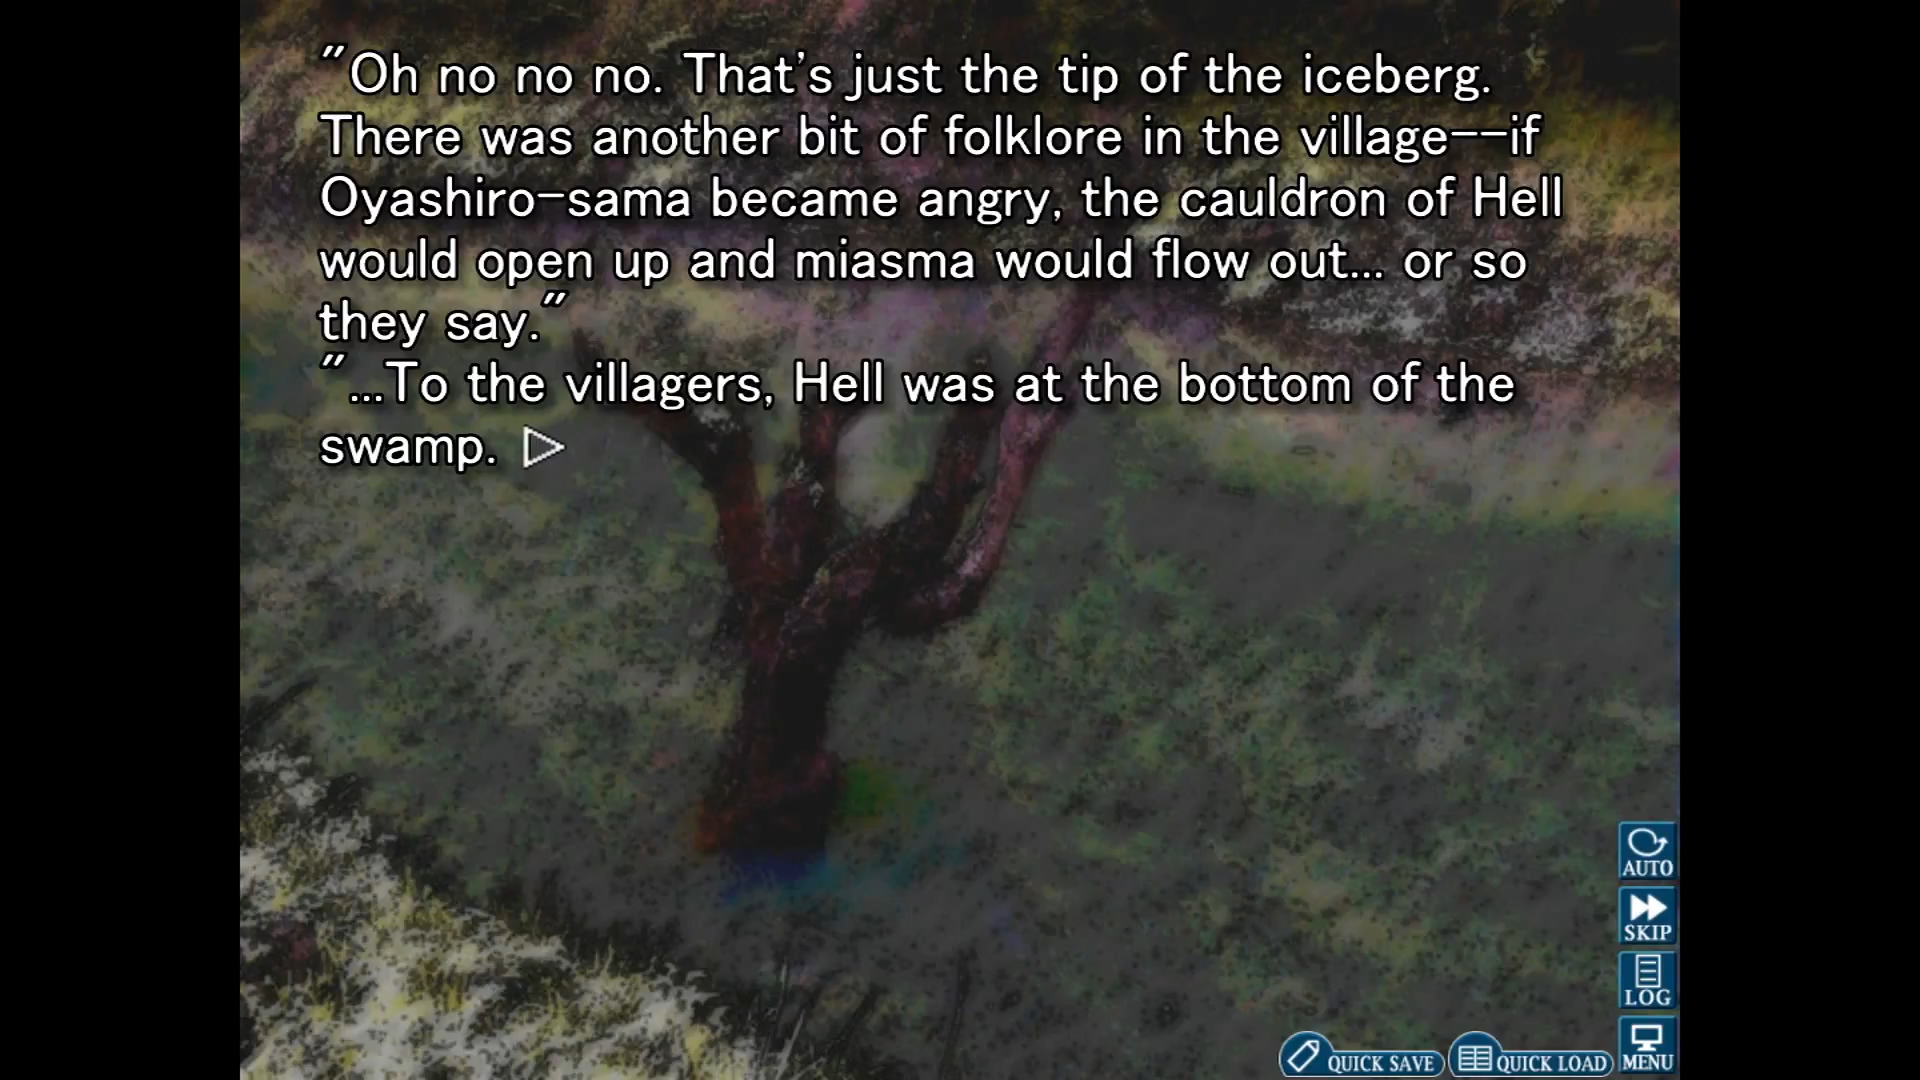 "Oh no no no. That's just the tip of the iceberg.
There was another bit of folklore in the village--if
Oyashiro-sama became angry, the cauldron of Hell
would open up and miasma would flow out... or so
they say."
"...To the villagers, Hell was at the bottom of the
swamp.
AUTO
SKIP
LOG
QUICK SAVE
QUICK LOAD
MENU